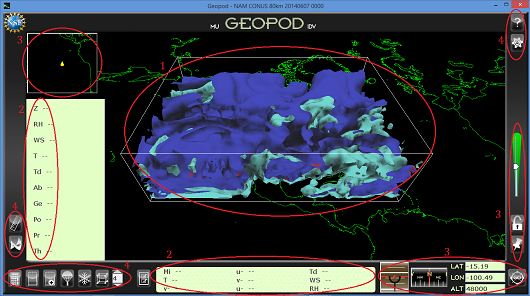 Geopod - NAM CONUS 80km 20140607 0000
MU GEOPOD IDV
3
1
4
2
Z --
RH --
WS --
T --
Td --
Ab --
Ge --
Po --
Pr --
Th --
4
3
4
2
3
Hi -- u- -- Td --
T -- v- -- WS --
v- -- u- -- RH --
N
LAT -15.19
LON -100.49
ALT 48000